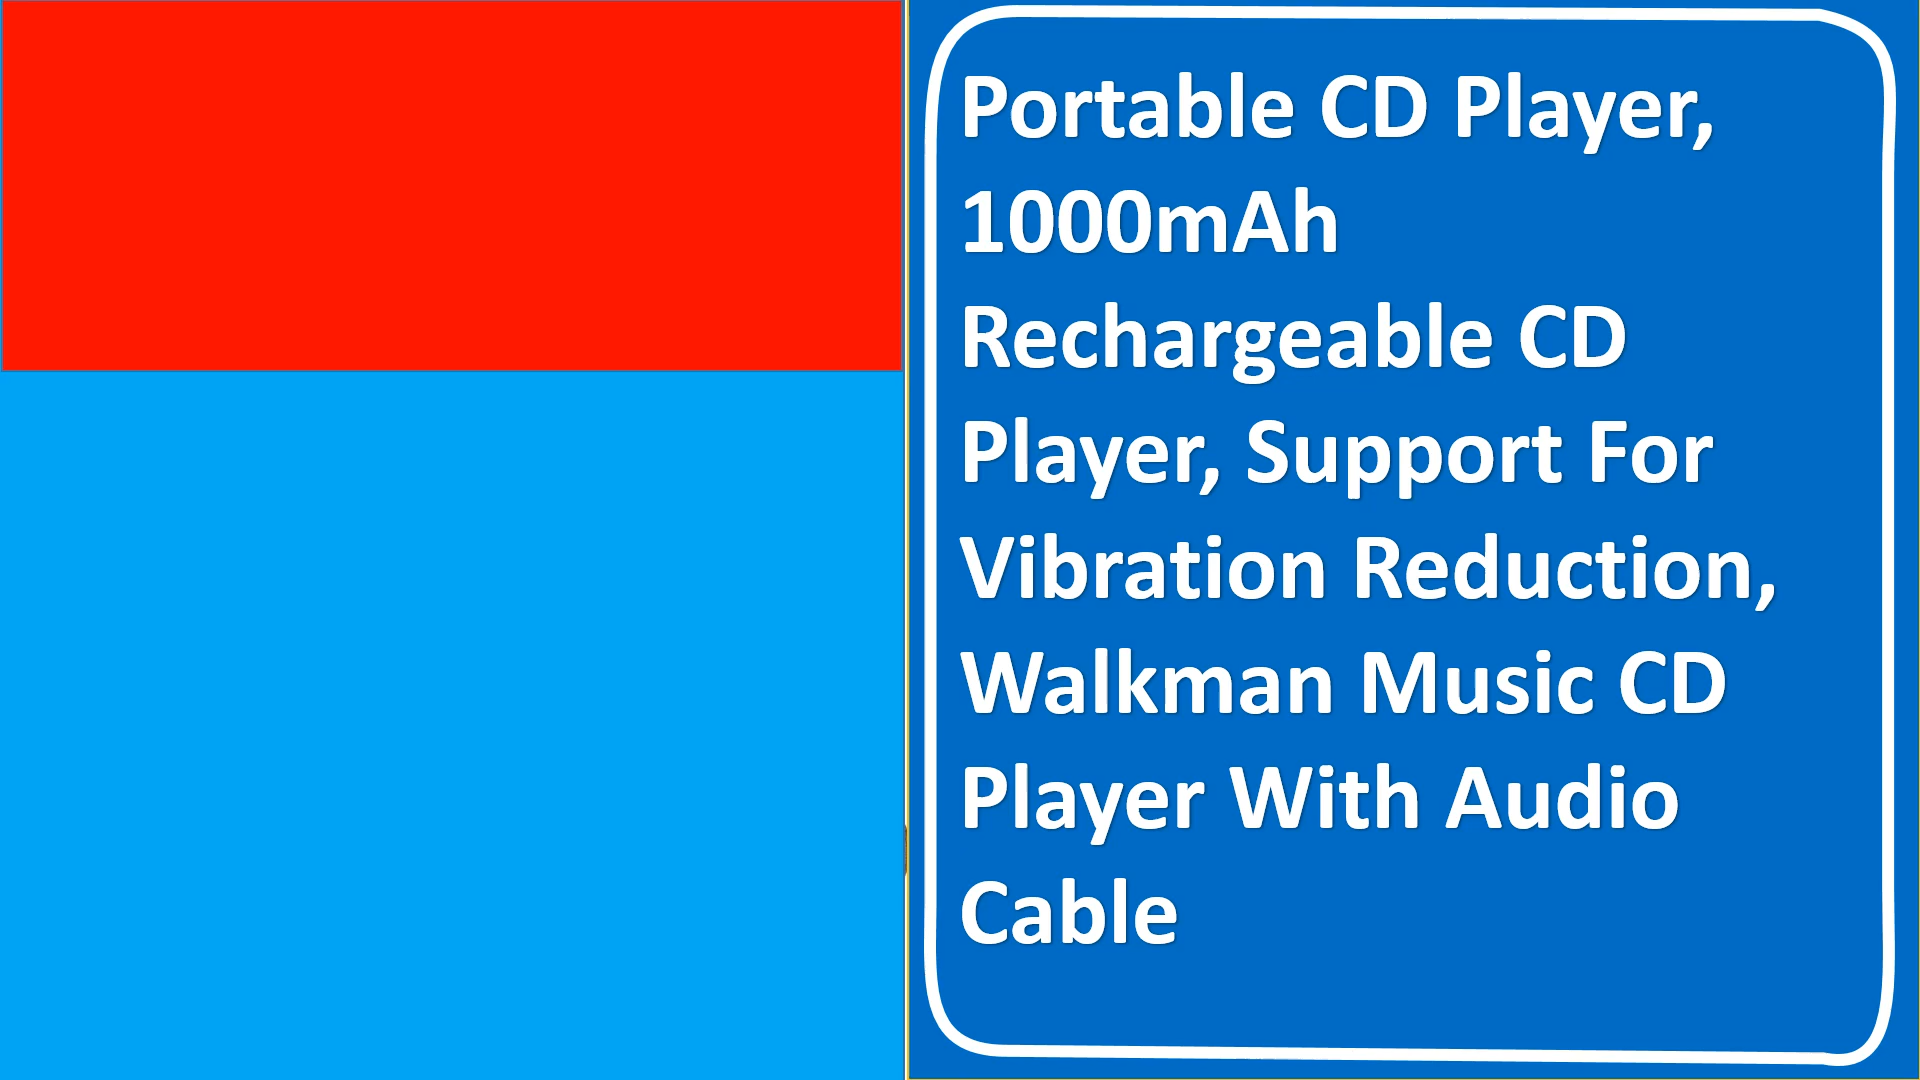 Portable CD Player,
1000mAh
Rechargeable CD
Player, Support For
Vibration Reduction,
Walkman Music CD
Player With Audio
Cable